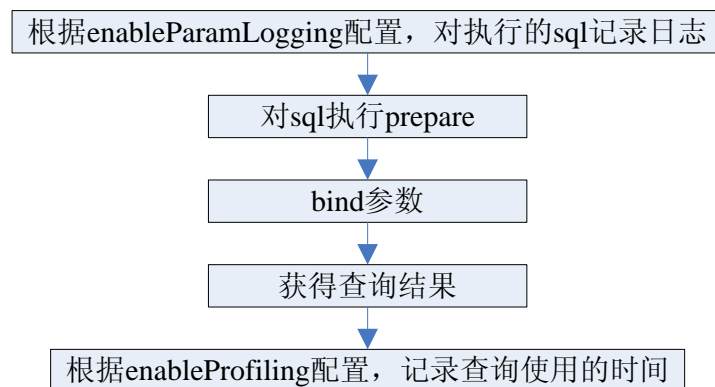 根据enableParamLogging配置，对执行的sql记录日志
对sql执行prepare
bind参数
获得查询结果
根据enableProfiling配置，记录查询使用的时间